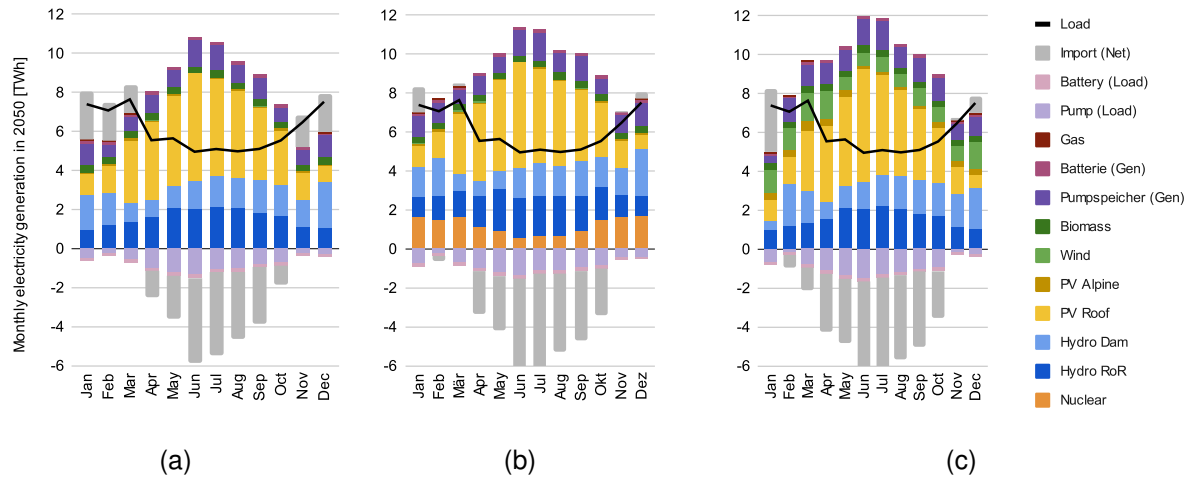 Monthly electricity generation in 2050 [TWh]
12
10
8
6
4
2
0
-2
-4
-6
Jan
Feb
Mar
Apr
May
Jun
Jul
Aug
Sep
Oct
Nov
Dec
(a)
12
10
8
6
4
2
0
-2
-4
-6
Jan
Feb
Mär
Apr
May
Jun
Jul
Aug
Sep
Okt
Nov
Dez
(b)
12
10
8
6
4
2
0
-2
-4
-6
Jan
Feb
Mar
Apr
May
Jun
Jul
Aug
Sep
Oct
Nov
Dec
(c)
Load
Import (Net)
Battery (Load)
Pump (Load)
Gas
Batterie (Gen)
Pumpspeicher (Gen)
Biomass
Wind
PV Alpine
PV Roof
Hydro Dam
Hydro RoR
Nuclear